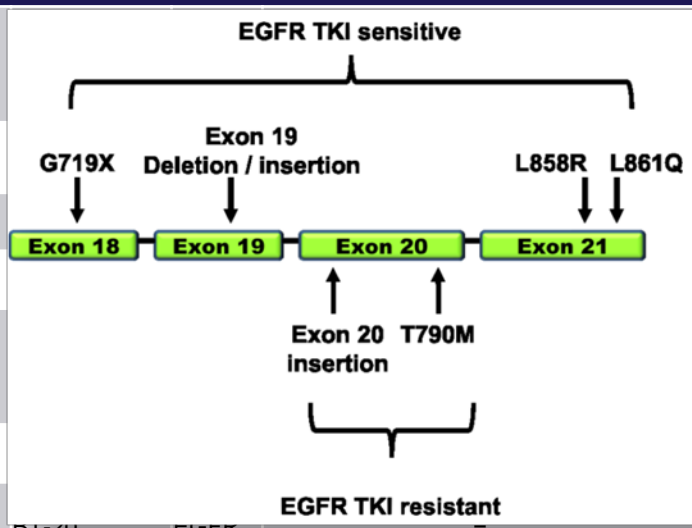 EGFR TKI sensitive
Exon 19
G719X Deletion / insertion L858R L861Q
Exon 18 Exon 19 Exon 20 Exon 21
Exon 20 T790M
insertion
EGFR TKI resistant